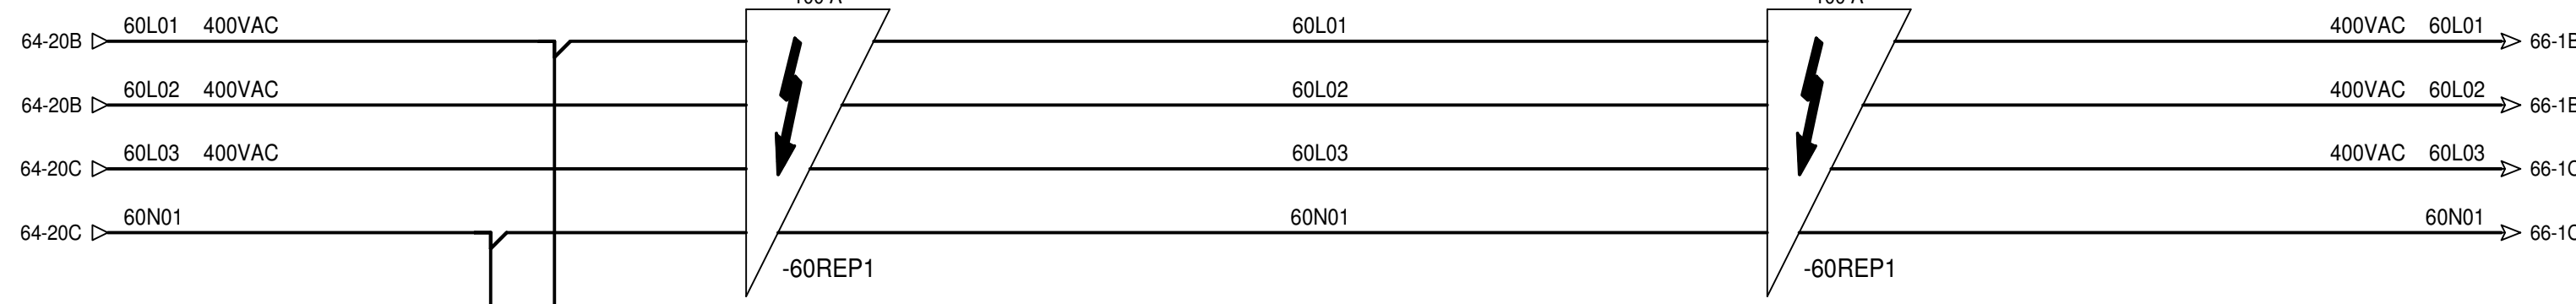 64-20B 60L01 400VAC 60L01 400VAC 60L01
64-20B 60L02 400VAC 60L02 400VAC 60L02
64-20C 60L03 400VAC 60L03 400VAC 60L03
64-20C 60N01 60N01 60N01
-60REP1 -60REP1